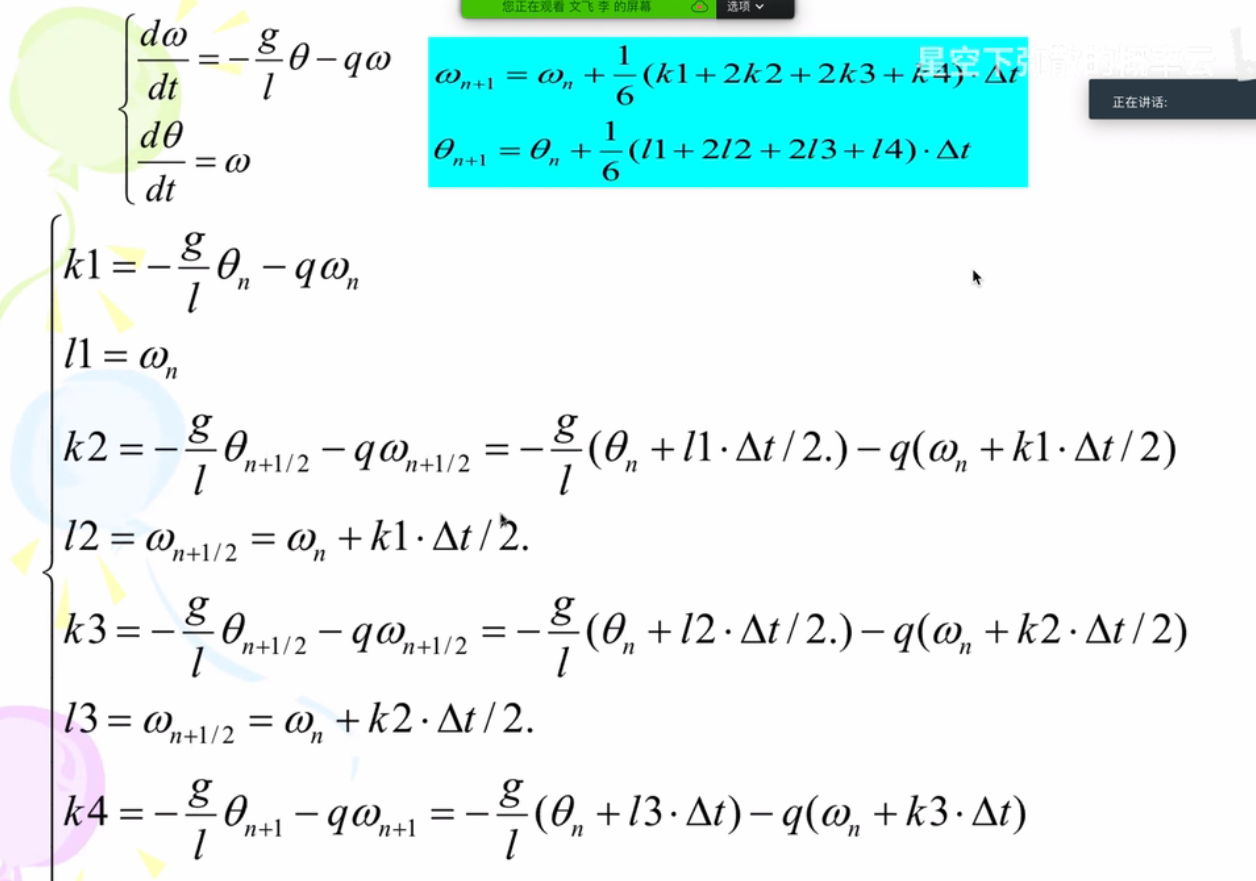 您正在观看 文飞 李 的屏幕 选项
正在讲话:
dω/dt = −(g/l)θ − qω
dθ/dt = ω
ω_{n+1} = ω_n + (1/6)(k1 + 2k2 + 2k3 + k4) · Δt
θ_{n+1} = θ_n + (1/6)(l1 + 2l2 + 2l3 + l4) · Δt
k1 = −(g/l)θ_n − qω_n
l1 = ω_n
k2 = −(g/l)θ_{n+1/2} − qω_{n+1/2} = −(g/l)(θ_n + l1 · Δt / 2.) − q(ω_n + k1 · Δt / 2)
l2 = ω_{n+1/2} = ω_n + k1 · Δt / 2.
k3 = −(g/l)θ_{n+1/2} − qω_{n+1/2} = −(g/l)(θ_n + l2 · Δt / 2.) − q(ω_n + k2 · Δt / 2)
l3 = ω_{n+1/2} = ω_n + k2 · Δt / 2.
k4 = −(g/l)θ_{n+1} − qω_{n+1} = −(g/l)(θ_n + l3 · Δt) − q(ω_n + k3 · Δt)